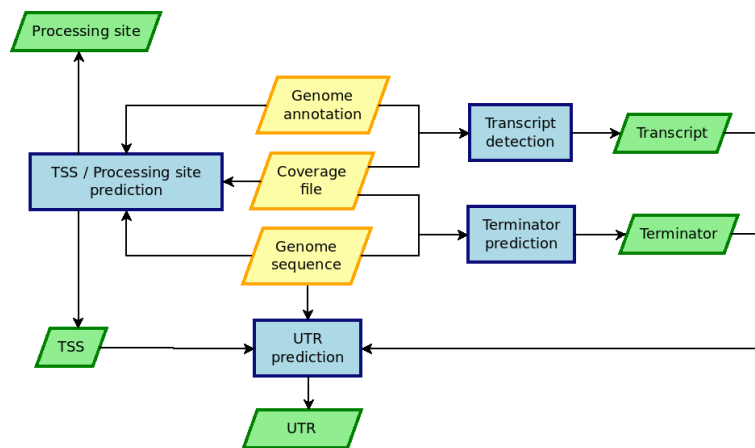 Processing site
Genome
annotation
Transcript
detection
Transcript
TSS / Processing site
prediction
Coverage
file
Terminator
prediction
Terminator
Genome
sequence
TSS
UTR
prediction
UTR